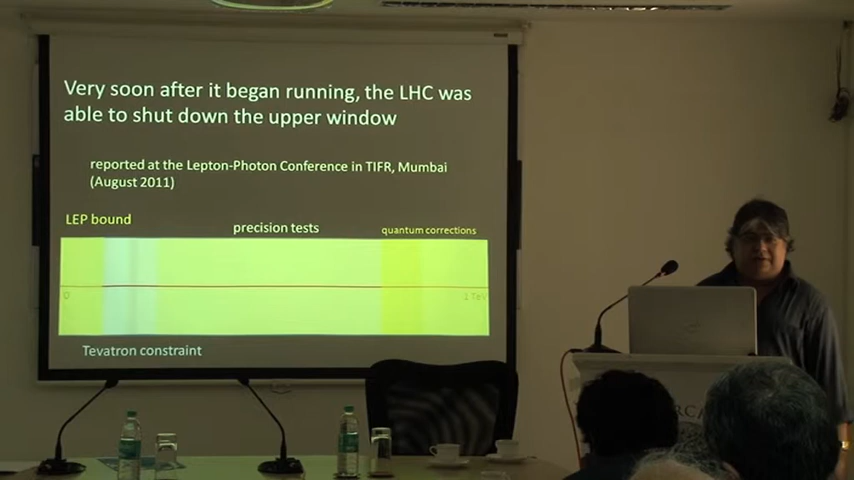 Very soon after it began running, the LHC was
able to shut down the upper window
reported at the Lepton-Photon Conference in TIFR, Mumbai
(August 2011)
LEP bound
precision tests
quantum corrections
0
1 TeV
Tevatron constraint